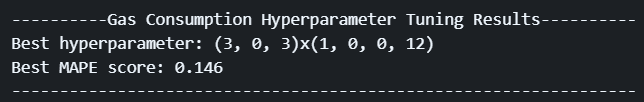 ----------Gas Consumption Hyperparameter Tuning Results----------
Best hyperparameter: (3, 0, 3)x(1, 0, 0, 12)
Best MAPE score: 0.146
-----------------------------------------------------------------